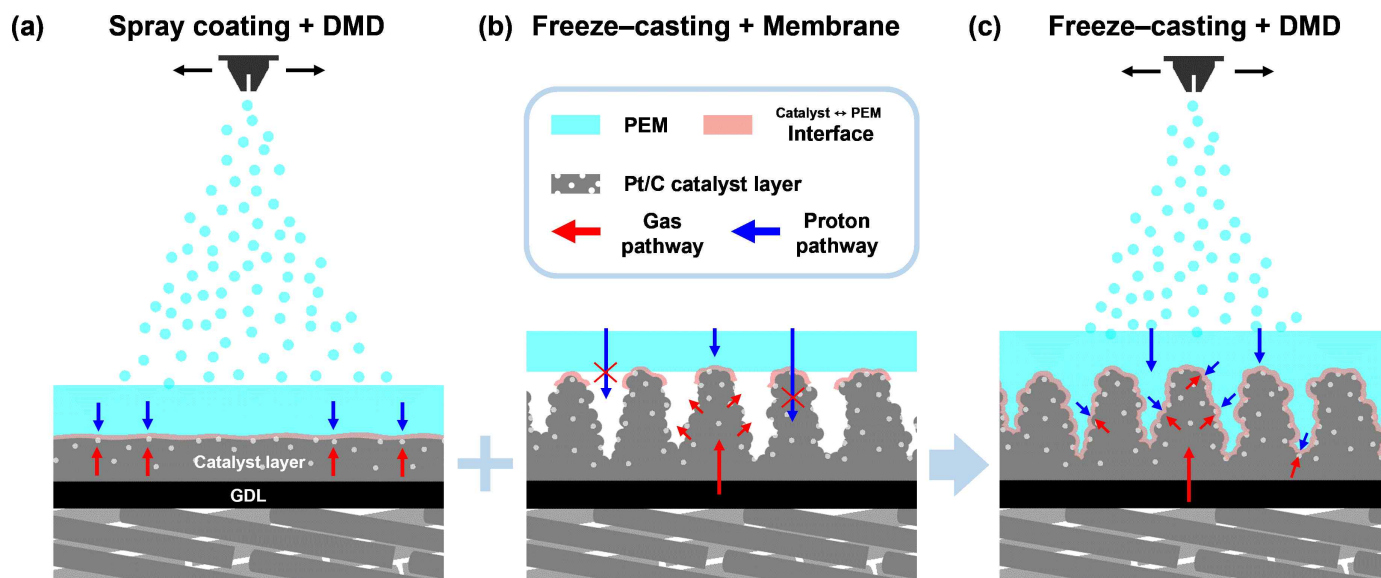 (a) Spray coating + DMD
(b) Freeze–casting + Membrane
(c) Freeze–casting + DMD
PEM
Catalyst ↔ PEM
Interface
Pt/C catalyst layer
Gas
pathway
Proton
pathway
Catalyst layer
GDL